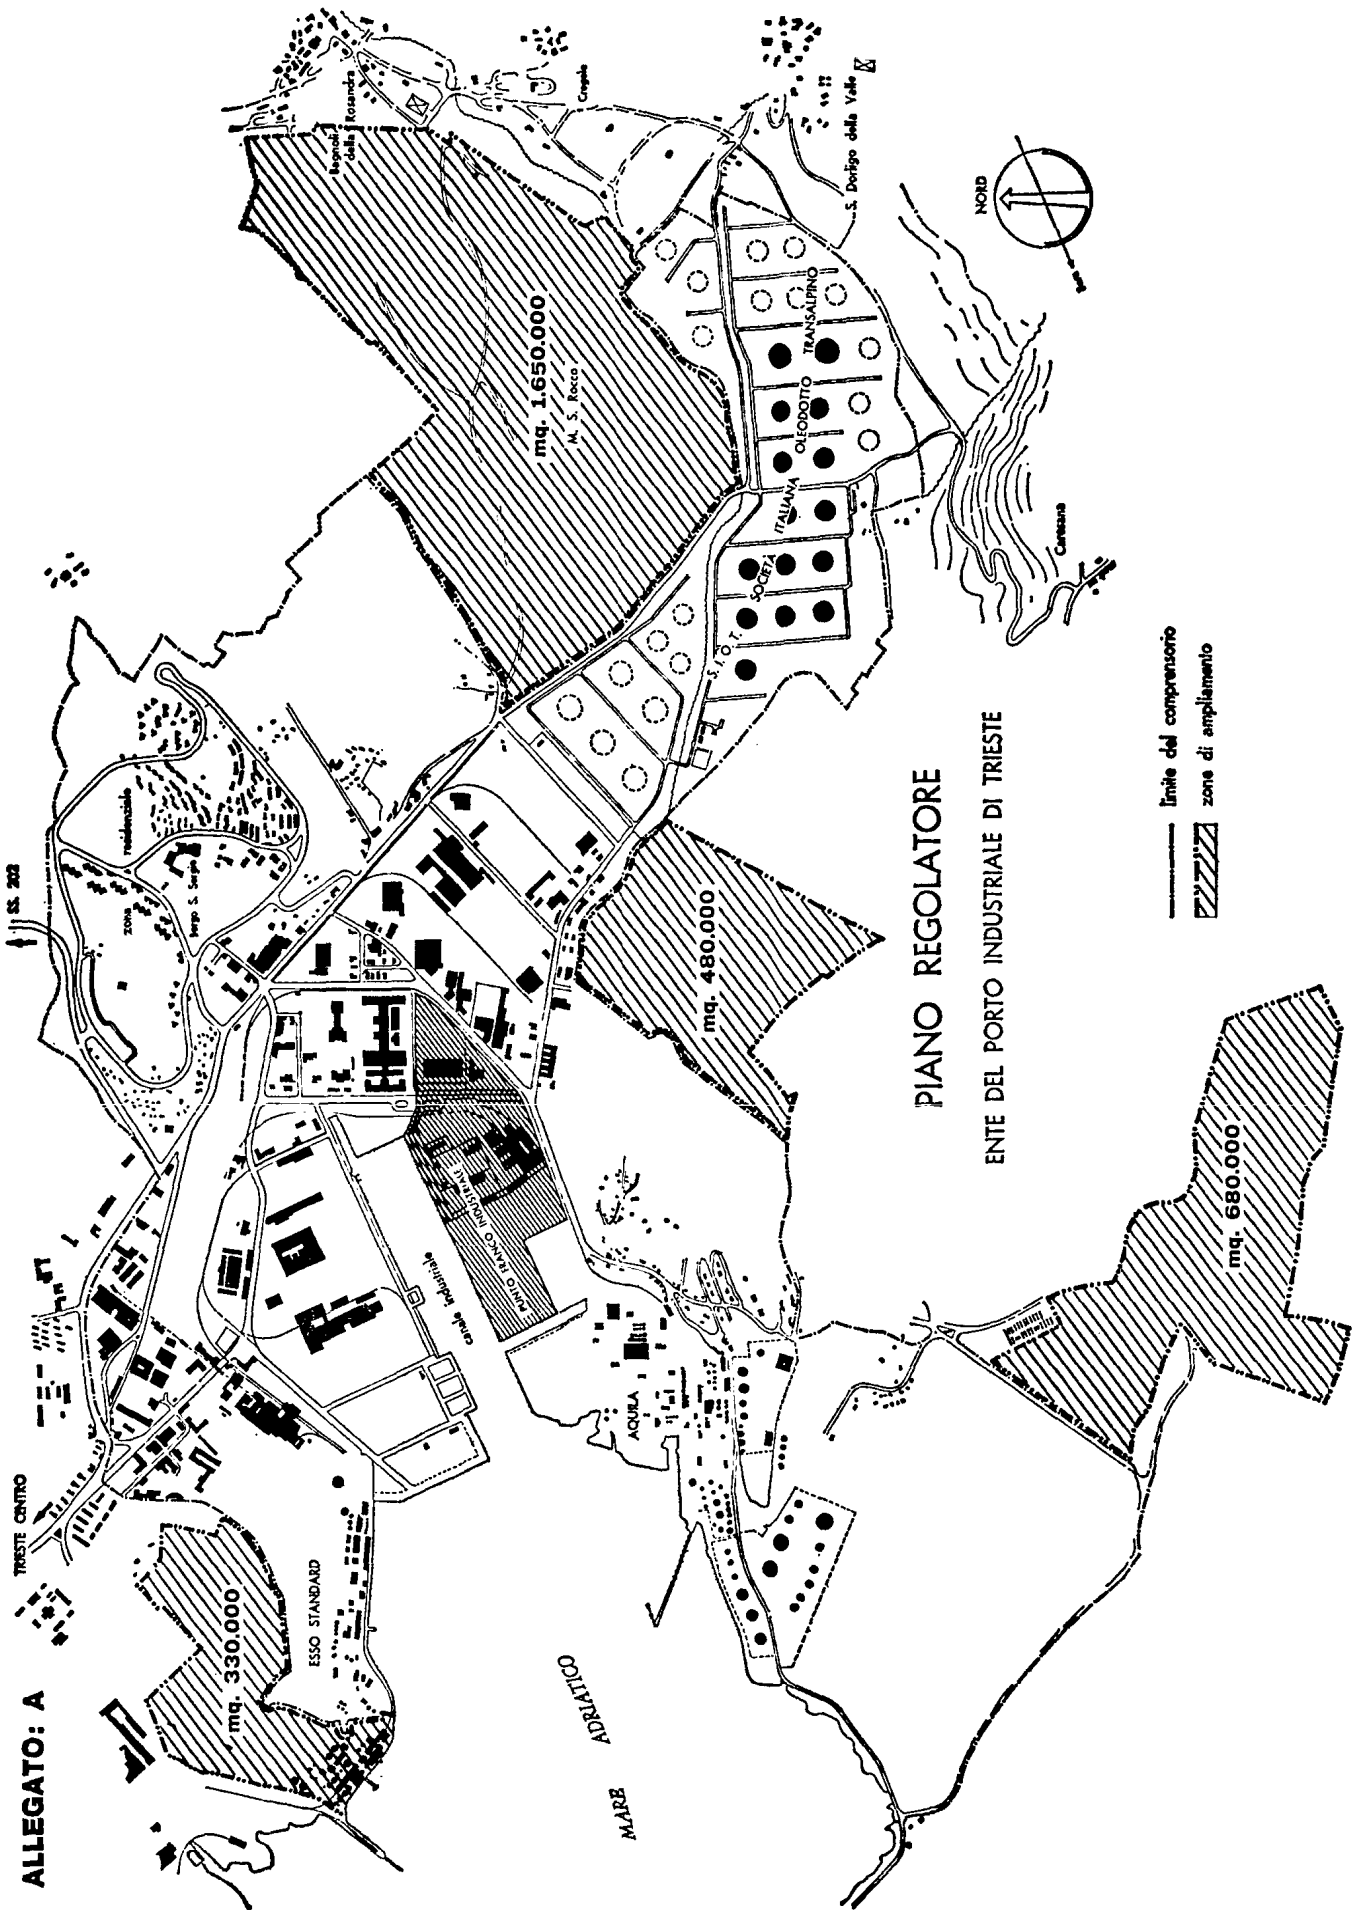 ALLEGATO: A
TRIESTE CENTRO
SS. 202
zona residenziale
borgo S. Sergio
Bagnoli
della Rosandra
Crogole
S. Dorligo della Valle
mq. 330.000
ESSO STANDARD
canale industriale
PUNTO FRANCO INDUSTRIALE
mq. 1.650.000
M. S. Rocco
S.I.O.T. SOCIETÀ ITALIANA OLEODOTTO TRANSALPINO
MARE ADRIATICO
AQUILA
mq. 480.000
Caresana
NORD
mq. 680.000
PIANO REGOLATORE
ENTE DEL PORTO INDUSTRIALE DI TRIESTE
limite del comprensorio
zone di ampliamento